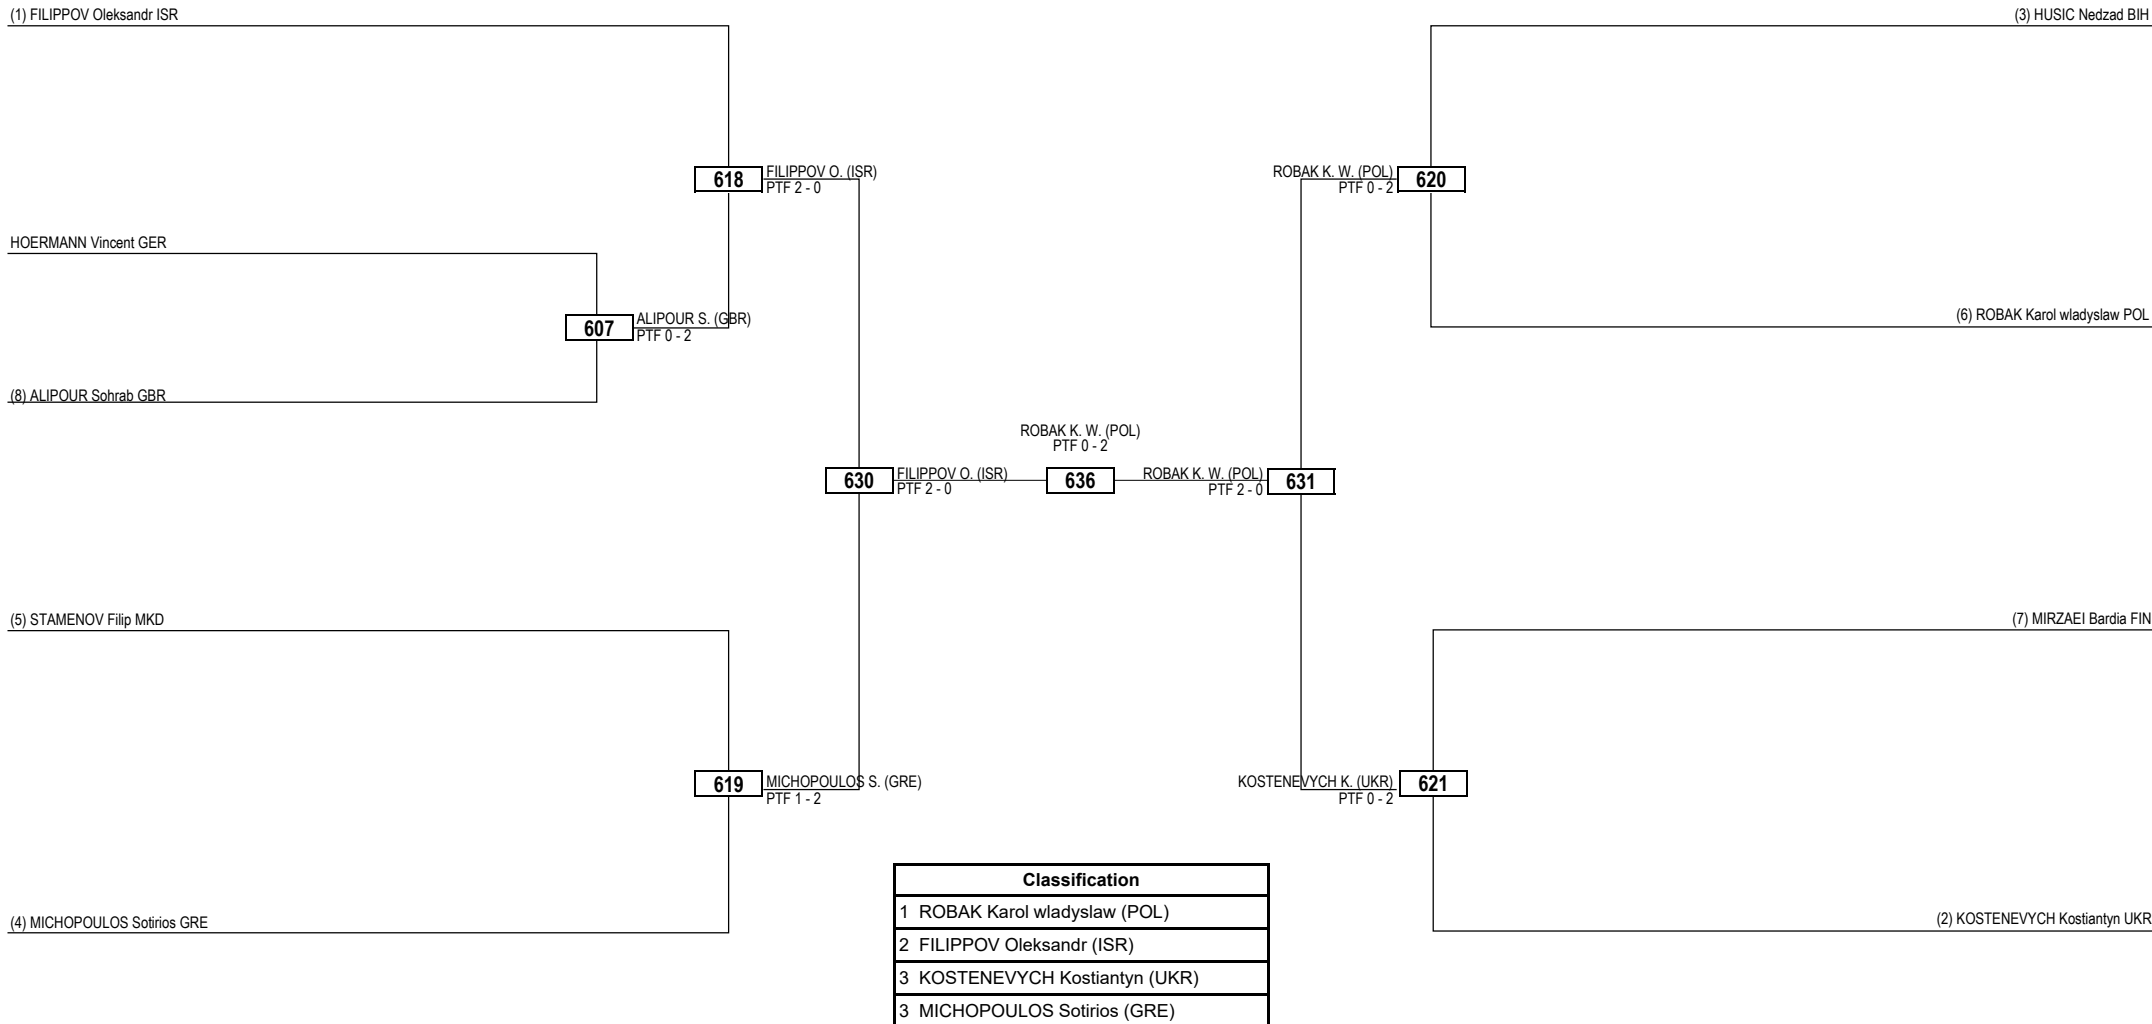 (1) FILIPPOV Oleksandr ISR
(3) HUSIC Nedzad BIH
618
FILIPPOV O. (ISR)
PTF 2 - 0
ROBAK K. W. (POL)
PTF 0 - 2
620
HOERMANN Vincent GER
607
ALIPOUR S. (GBR)
PTF 0 - 2
(6) ROBAK Karol wladyslaw POL
(8) ALIPOUR Sohrab GBR
ROBAK K. W. (POL)
PTF 0 - 2
630
FILIPPOV O. (ISR)
PTF 2 - 0
636
ROBAK K. W. (POL)
PTF 2 - 0
631
(5) STAMENOV Filip MKD
(7) MIRZAEI Bardia FIN
619
MICHOPOULOS S. (GRE)
PTF 1 - 2
KOSTENEVYCH K. (UKR)
PTF 0 - 2
621
(4) MICHOPOULOS Sotirios GRE
(2) KOSTENEVYCH Kostiantyn UKR
Classification
1 ROBAK Karol wladyslaw (POL)
2 FILIPPOV Oleksandr (ISR)
3 KOSTENEVYCH Kostiantyn (UKR)
3 MICHOPOULOS Sotirios (GRE)